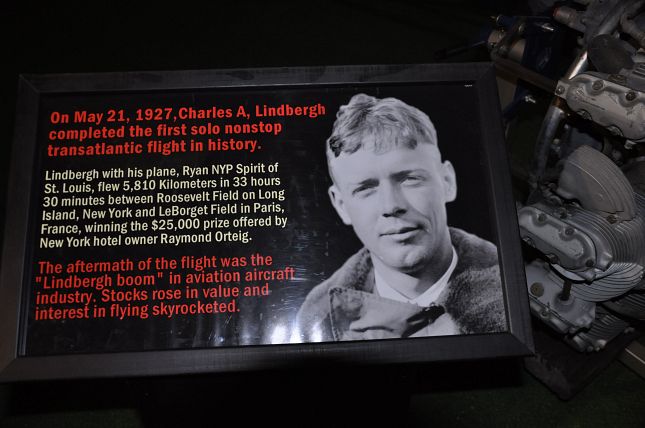 On May 21, 1927,Charles A, Lindbergh
completed the first solo nonstop
transatlantic flight in history.
Lindbergh with his plane, Ryan NYP Spirit of
St. Louis, flew 5,810 Kilometers in 33 hours
30 minutes between Roosevelt Field on Long
Island, New York and LeBorget Field in Paris,
France, winning the $25,000 prize offered by
New York hotel owner Raymond Orteig.
The aftermath of the flight was the
"Lindbergh boom" in aviation aircraft
industry. Stocks rose in value and
interest in flying skyrocketed.